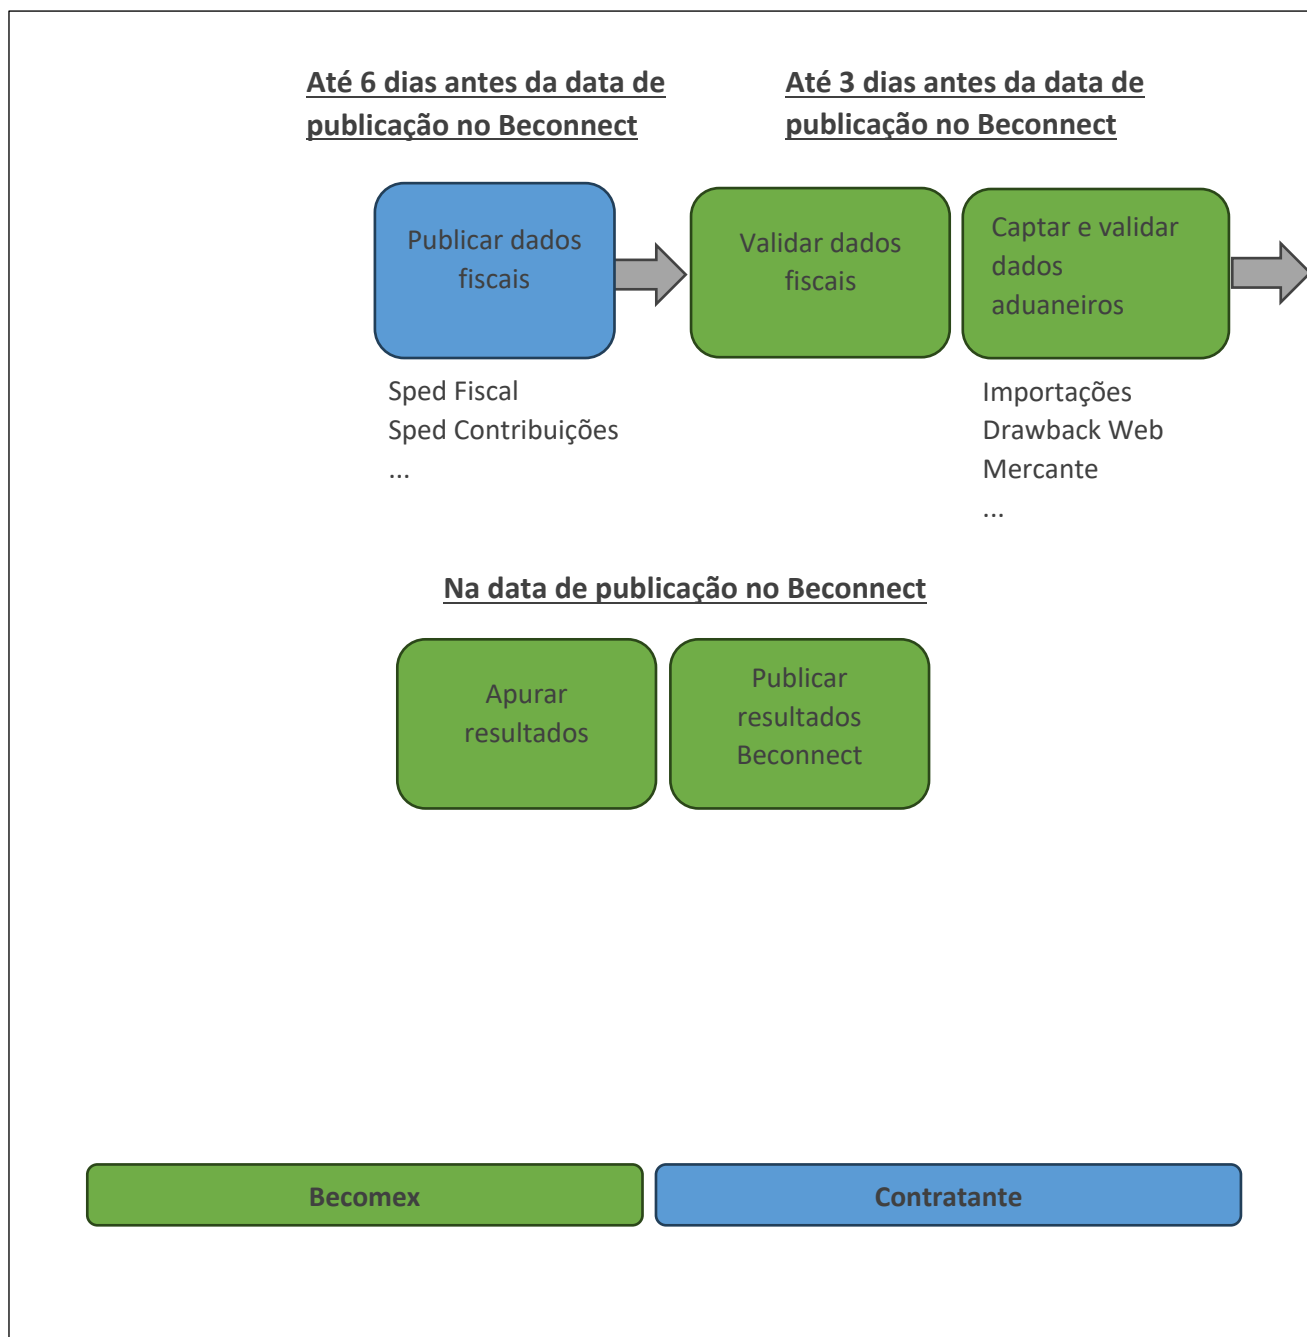 Até 6 dias antes da data de
publicação no Beconnect
Até 3 dias antes da data de
publicação no Beconnect
Publicar dados
fiscais
Validar dados
fiscais
Captar e validar
dados
aduaneiros
Sped Fiscal
Sped Contribuições
...
Importações
Drawback Web
Mercante
...
Na data de publicação no Beconnect
Apurar
resultados
Publicar
resultados
Beconnect
Becomex
Contratante